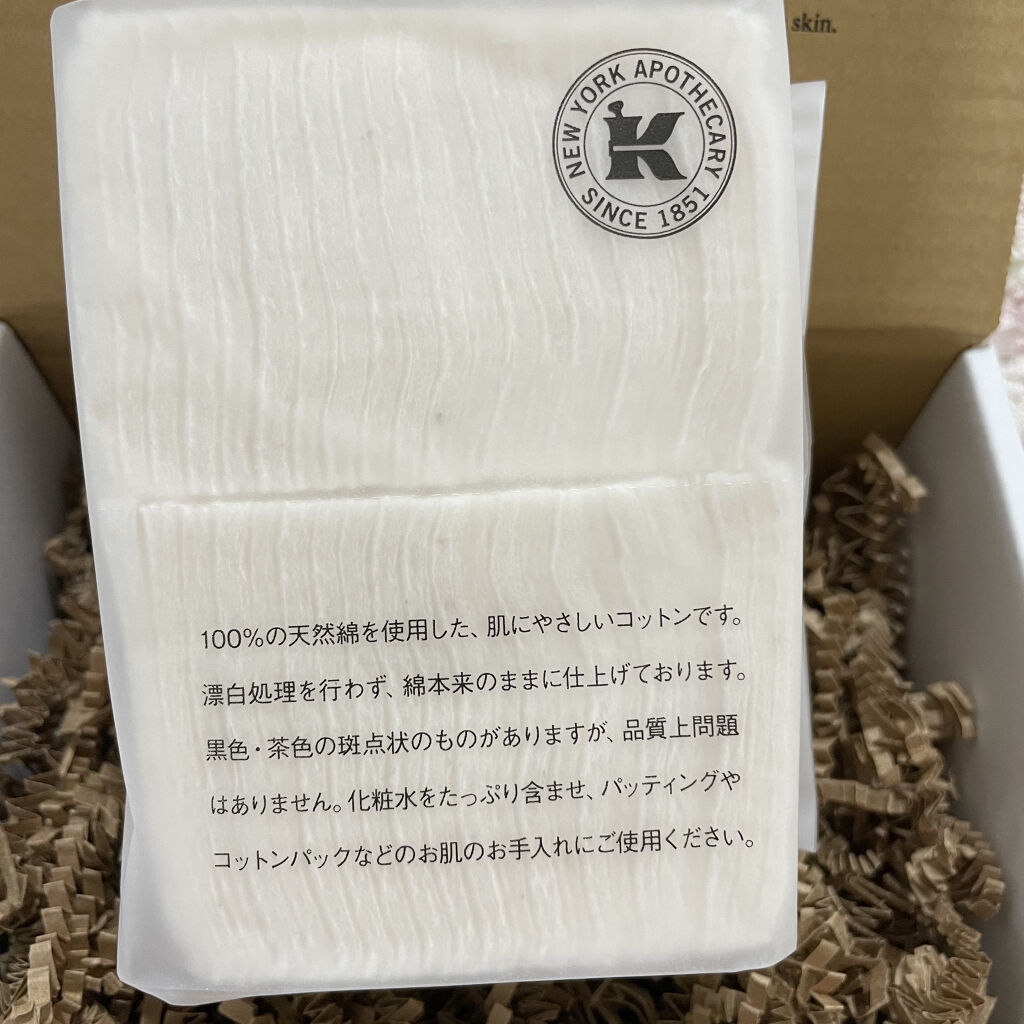 skin.
NEW YORK APOTHECARY
K
SINCE 1851
100%の天然綿を使用した、肌にやさしいコットンです。
漂白処理を行わず、綿本来のままに仕上げております。
黒色・茶色の斑点状のものがありますが、品質上問題
はありません。化粧水をたっぷり含ませ、パッティングや
コットンパックなどのお肌のお手入れにご使用ください。